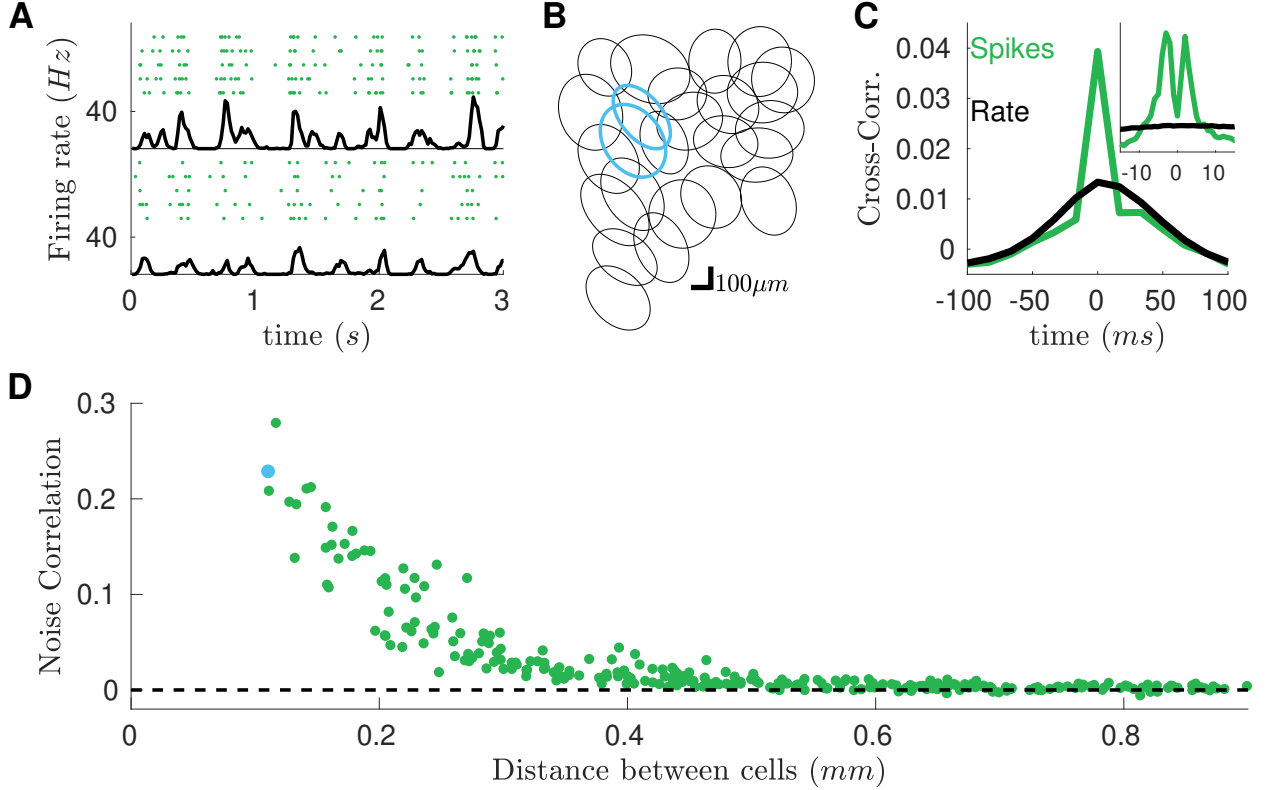 A
Firing rate (Hz)
40
40
0
1
2
3
time (s)
B
100μm
C
Cross-Corr.
0.04
0.03
0.02
0.01
0
Spikes
Rate
-10
0
10
-100
-50
0
50
100
time (ms)
D
Noise Correlation
0.3
0.2
0.1
0
0
0.2
0.4
0.6
0.8
Distance between cells (mm)